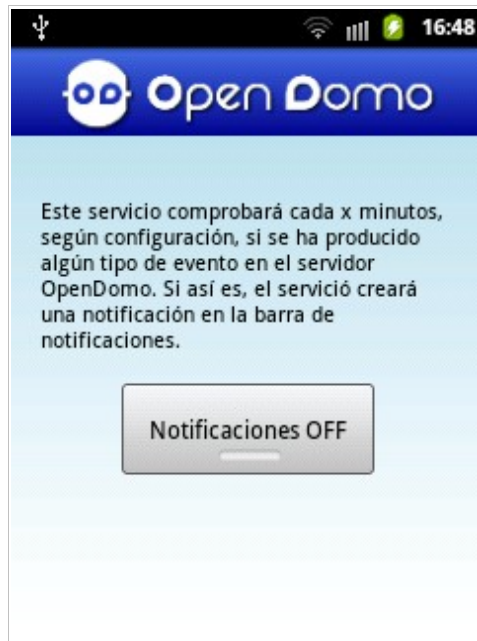 16:48
OD Open Domo
Este servicio comprobará cada x minutos,
según configuración, si se ha producido
algún tipo de evento en el servidor
OpenDomo. Si así es, el servició creará
una notificación en la barra de
notificaciones.
Notificaciones OFF